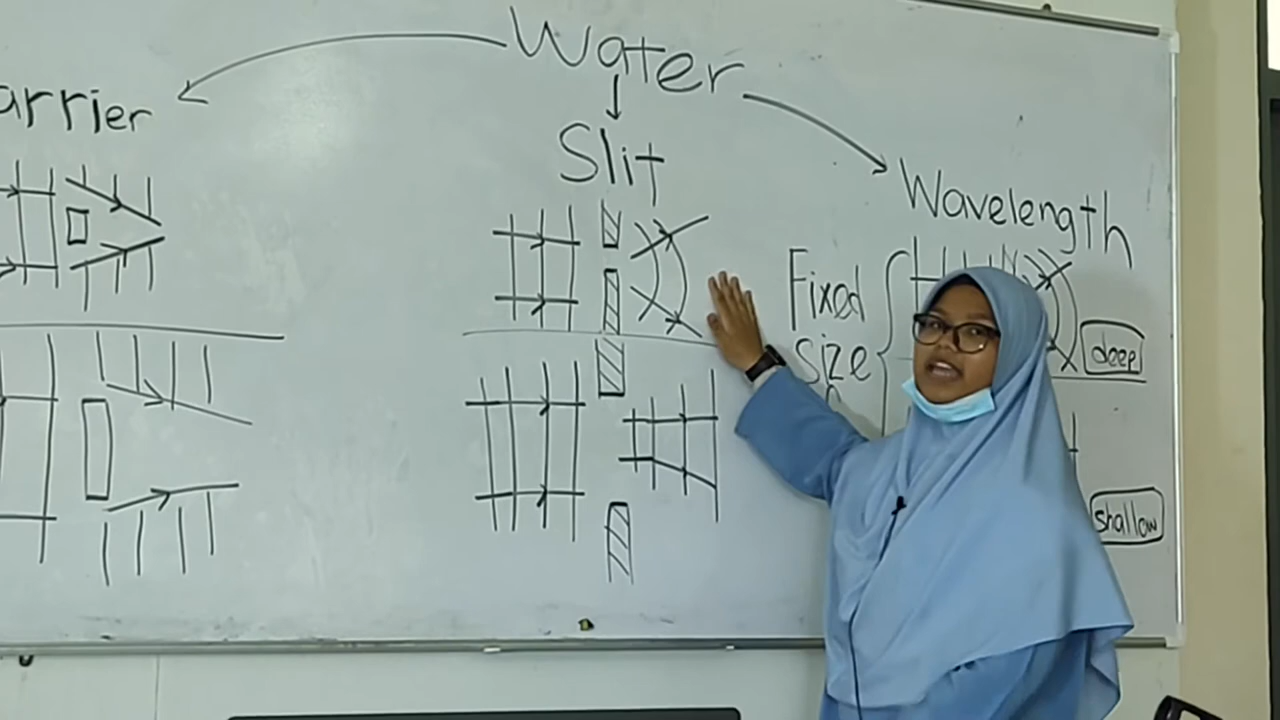 Water
arrier
Slit
Wavelength
Fixed
size
deep
shallow